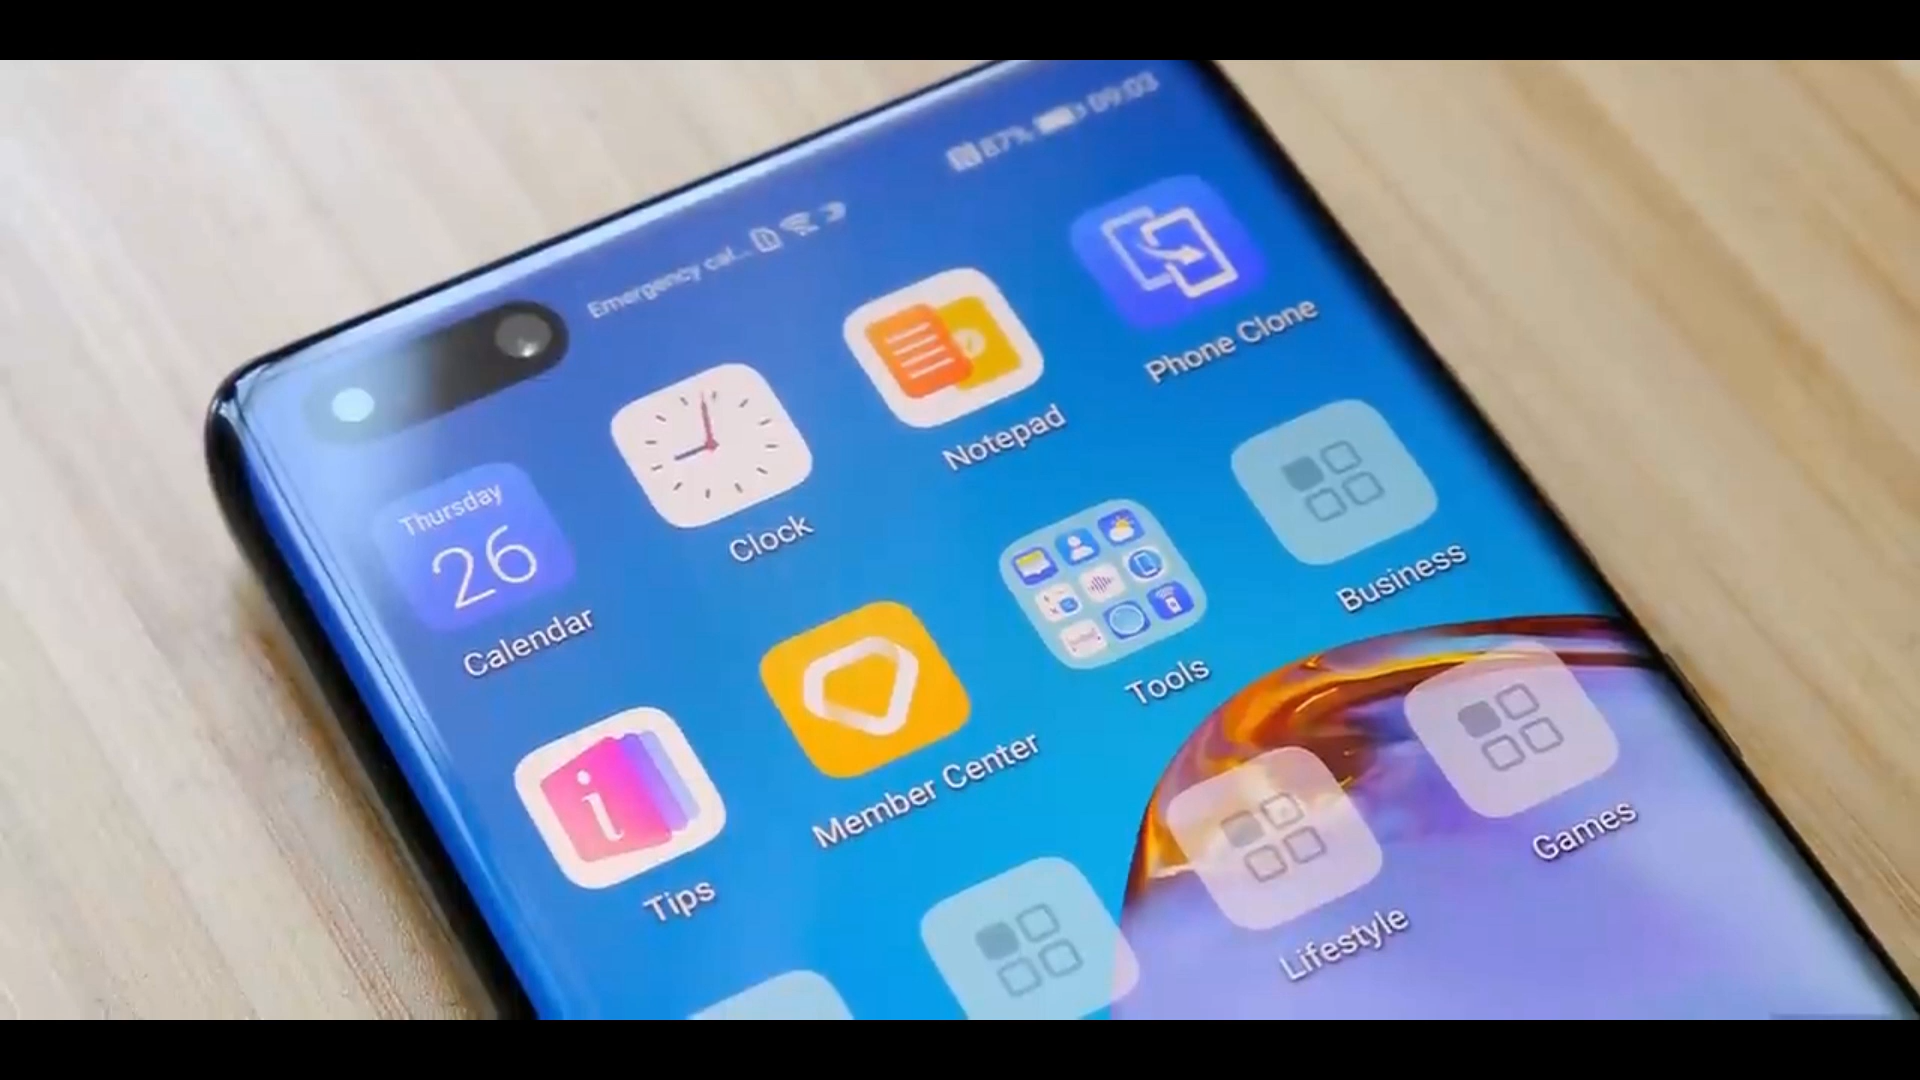 Emergency cal...
87% 09:03
Thursday
26
Calendar
Clock
Notepad
Phone Clone
Tips
Member Center
Tools
Business
Lifestyle
Games